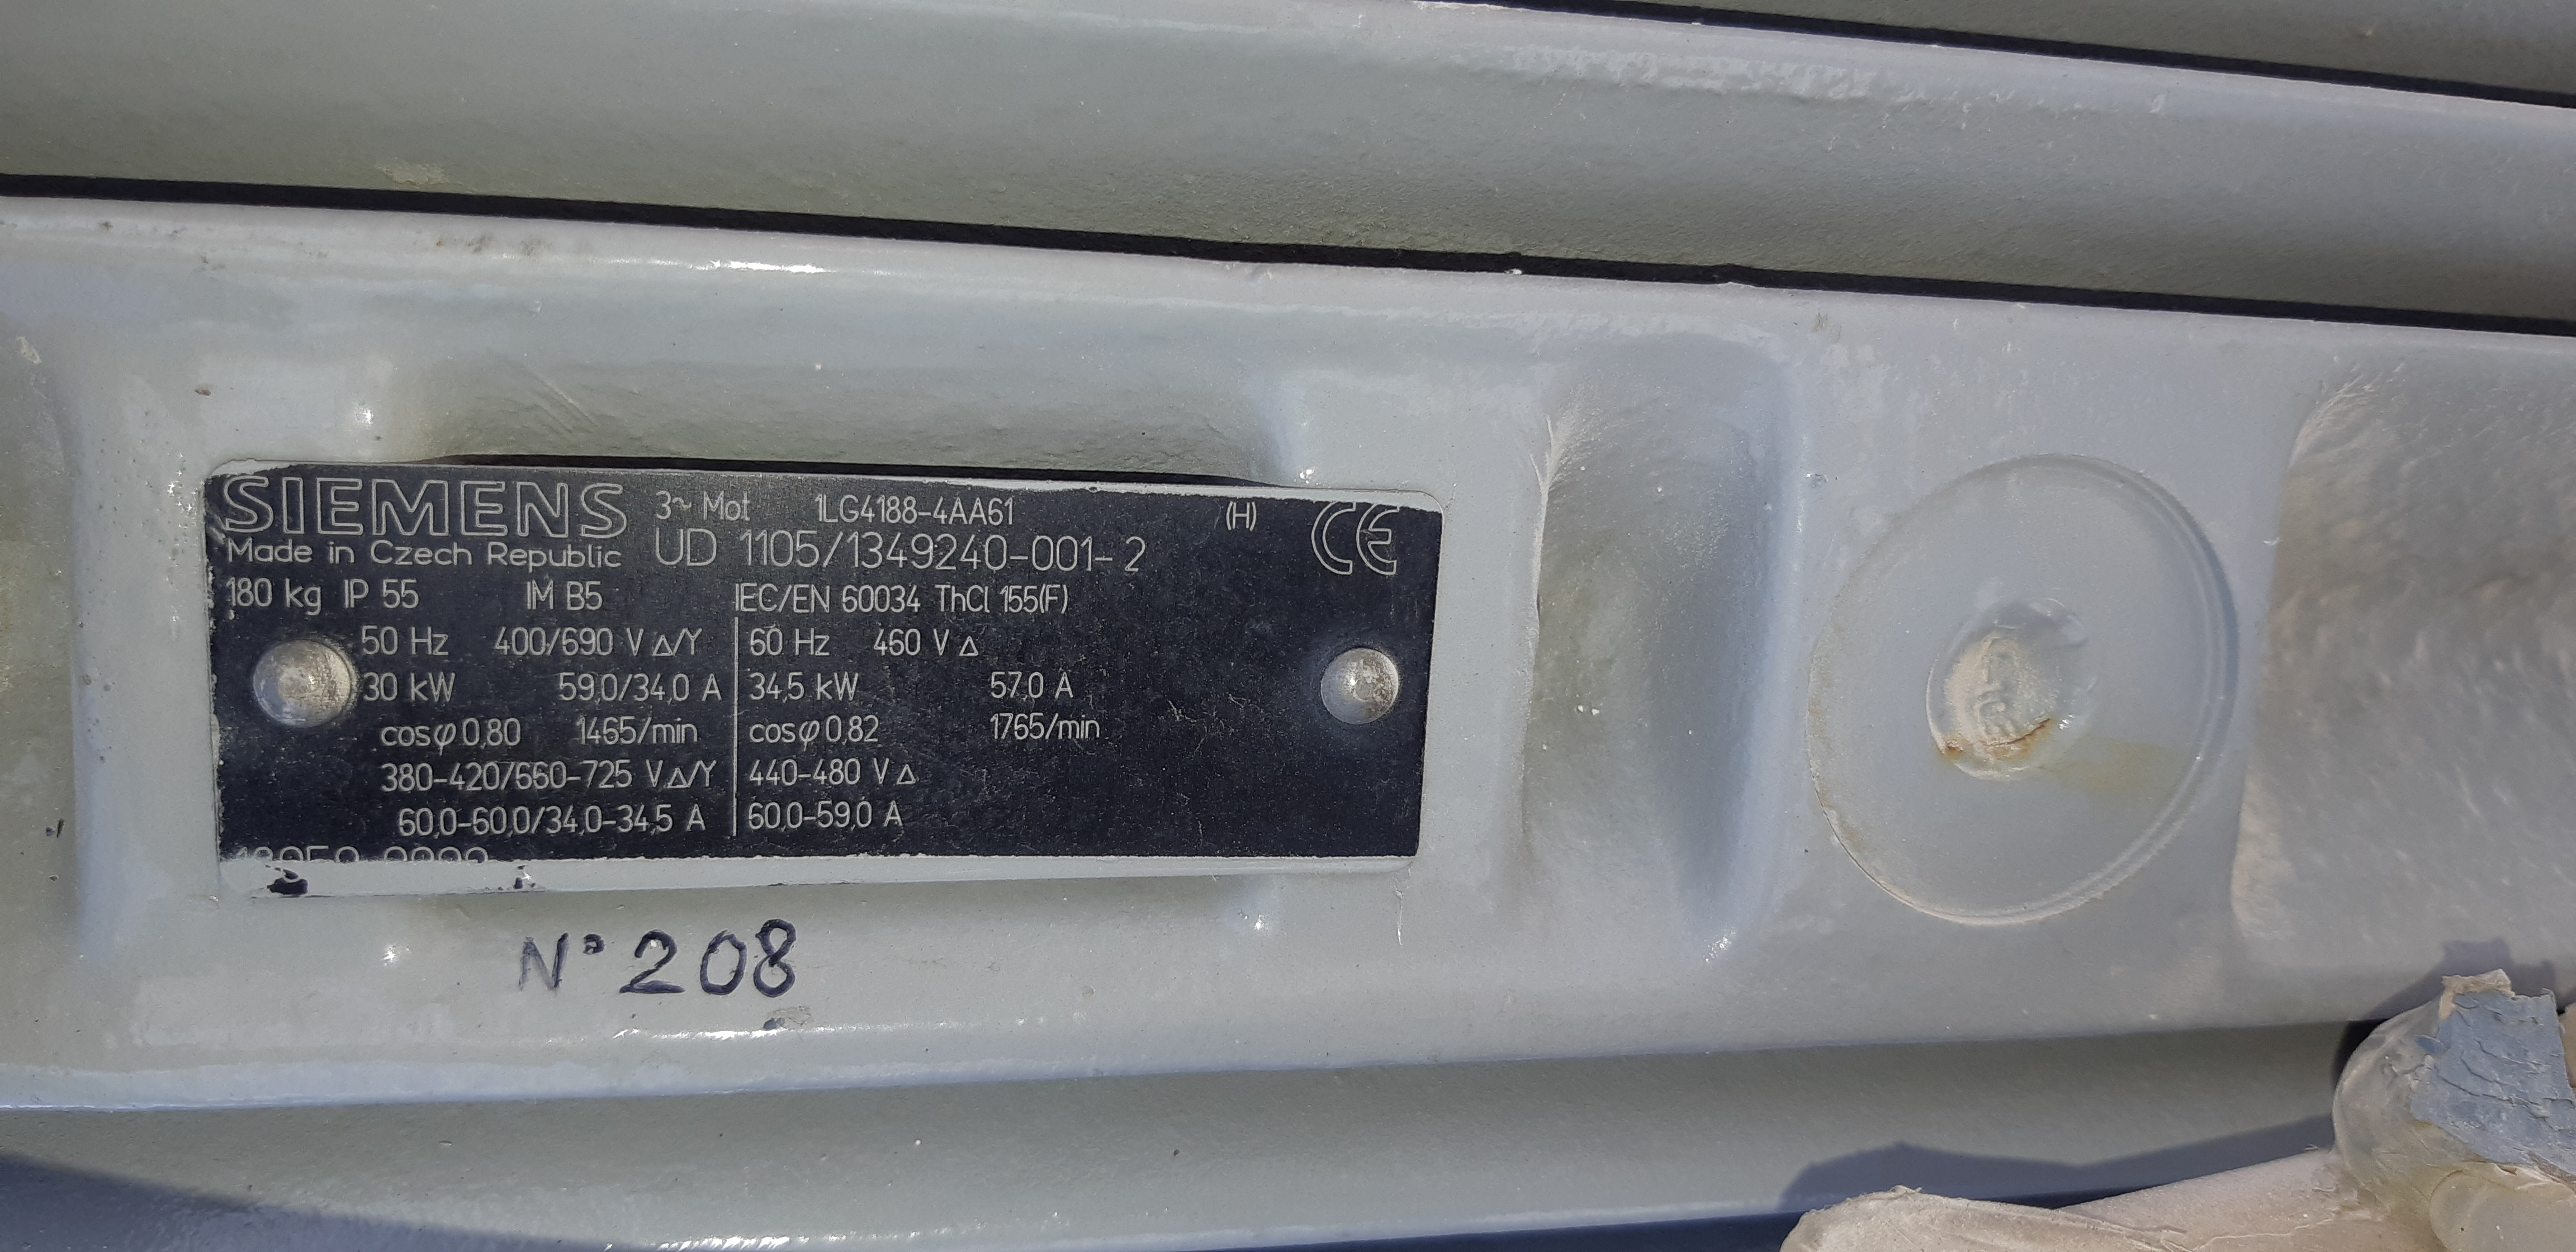 SIEMENS 3~ Mot 1LG4188-4AA61 (H) CE
Made in Czech Republic UD 1105/1349240-001-2
180 kg IP 55 IM B5 IEC/EN 60034 ThCl 155(F)
50 Hz 400/690 V △/Y 60 Hz 460 V △
30 kW 59,0/34,0 A 34,5 kW 57,0 A
cosφ 0,80 1465/min cosφ 0,82 1765/min
380-420/660-725 V △/Y 440-480 V △
60,0-60,0/34,0-34,5 A 60,0-59,0 A
N° 208